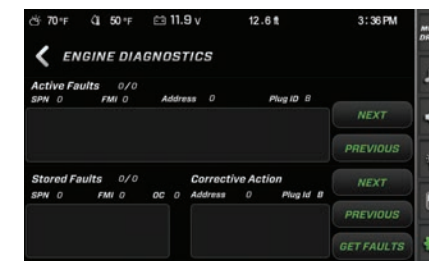 70 °F 50 °F 11.9 V 12.6 ft 3:36 PM
ENGINE DIAGNOSTICS
Active Faults 0/0
SPN 0 FMI 0 Address 0 Plug ID 0
NEXT
PREVIOUS
Stored Faults 0/0 Corrective Action
SPN 0 FMI 0 OC 0 Address 0 Plug Id 0
NEXT
PREVIOUS
GET FAULTS